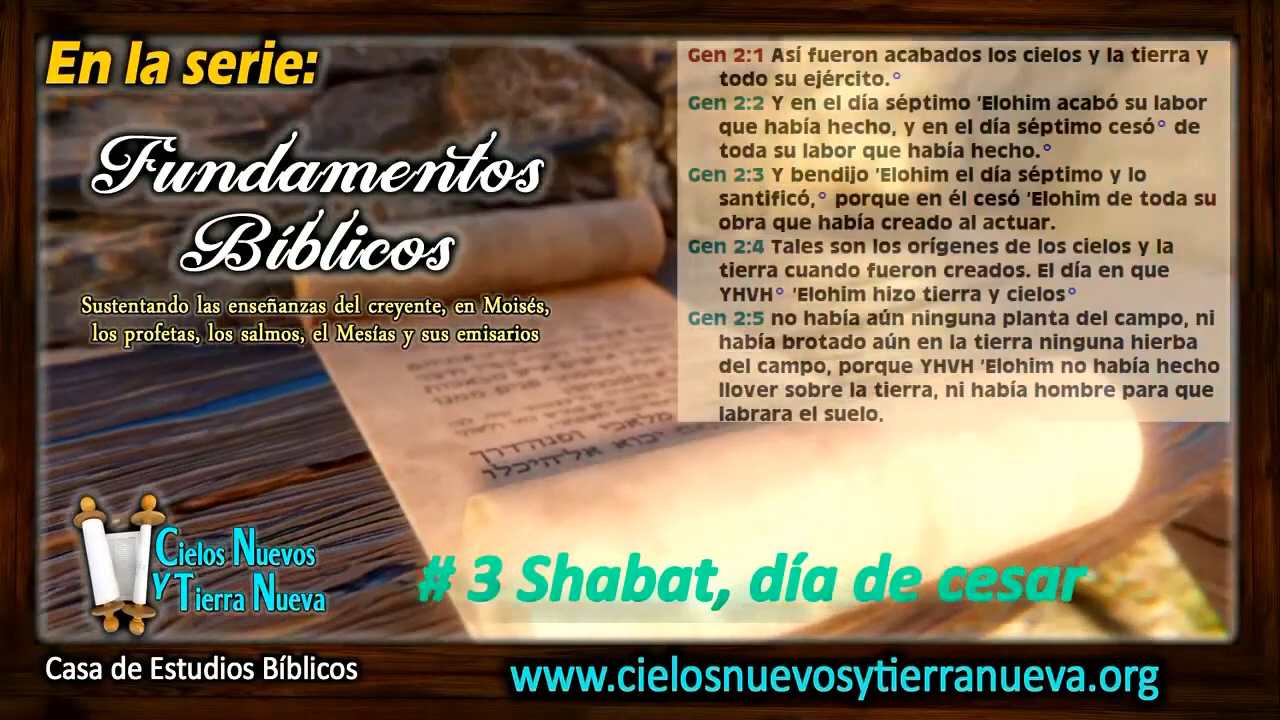 En la serie:
Fundamentos
Bíblicos
Sustentando las enseñanzas del creyente, en Moisés,
los profetas, los salmos, el Mesías y sus emisarios
Gen 2:1 Así fueron acabados los cielos y la tierra y
todo su ejército.°
Gen 2:2 Y en el día séptimo 'Elohim acabó su labor
que había hecho, y en el día séptimo cesó° de
toda su labor que había hecho.°
Gen 2:3 Y bendijo 'Elohim el día séptimo y lo
santificó,° porque en él cesó 'Elohim de toda su
obra que había creado al actuar.
Gen 2:4 Tales son los orígenes de los cielos y la
tierra cuando fueron creados. El día en que
YHVH° 'Elohim hizo tierra y cielos°
Gen 2:5 no había aún ninguna planta del campo, ni
había brotado aún en la tierra ninguna hierba
del campo, porque YHVH 'Elohim no había hecho
llover sobre la tierra, ni había hombre para que
labrara el suelo.
מלאכי ופנה דרך
יבוא אל היכלו
Cielos Nuevos
Y Tierra Nueva
# 3 Shabat, día de cesar
Casa de Estudios Bíblicos
www.cielosnuevosytierranueva.org